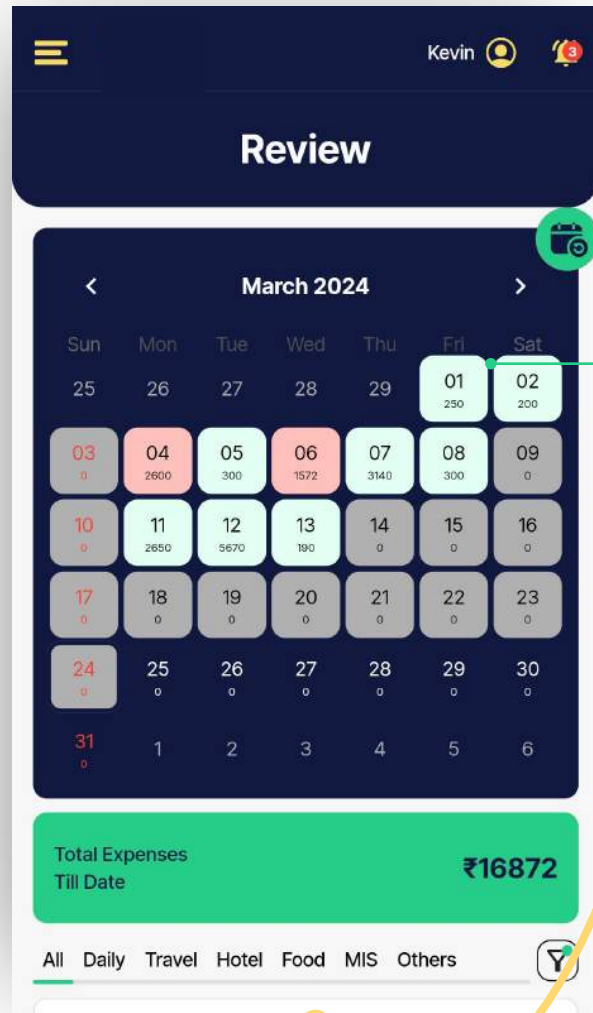 Kevin 3
Review
March 2024
Sun Mon Tue Wed Thu Fri Sat
25 26 27 28 29 01 02
250 200
03 04 05 06 07 08 09
0 2600 300 1572 3140 300 0
10 11 12 13 14 15 16
0 2650 5670 190 0 0 0
17 18 19 20 21 22 23
0 0 0 0 0 0 0
24 25 26 27 28 29 30
0 0 0 0 0 0 0
31 1 2 3 4 5 6
0
Total Expenses
Till Date
₹16872
All Daily Travel Hotel Food MIS Others